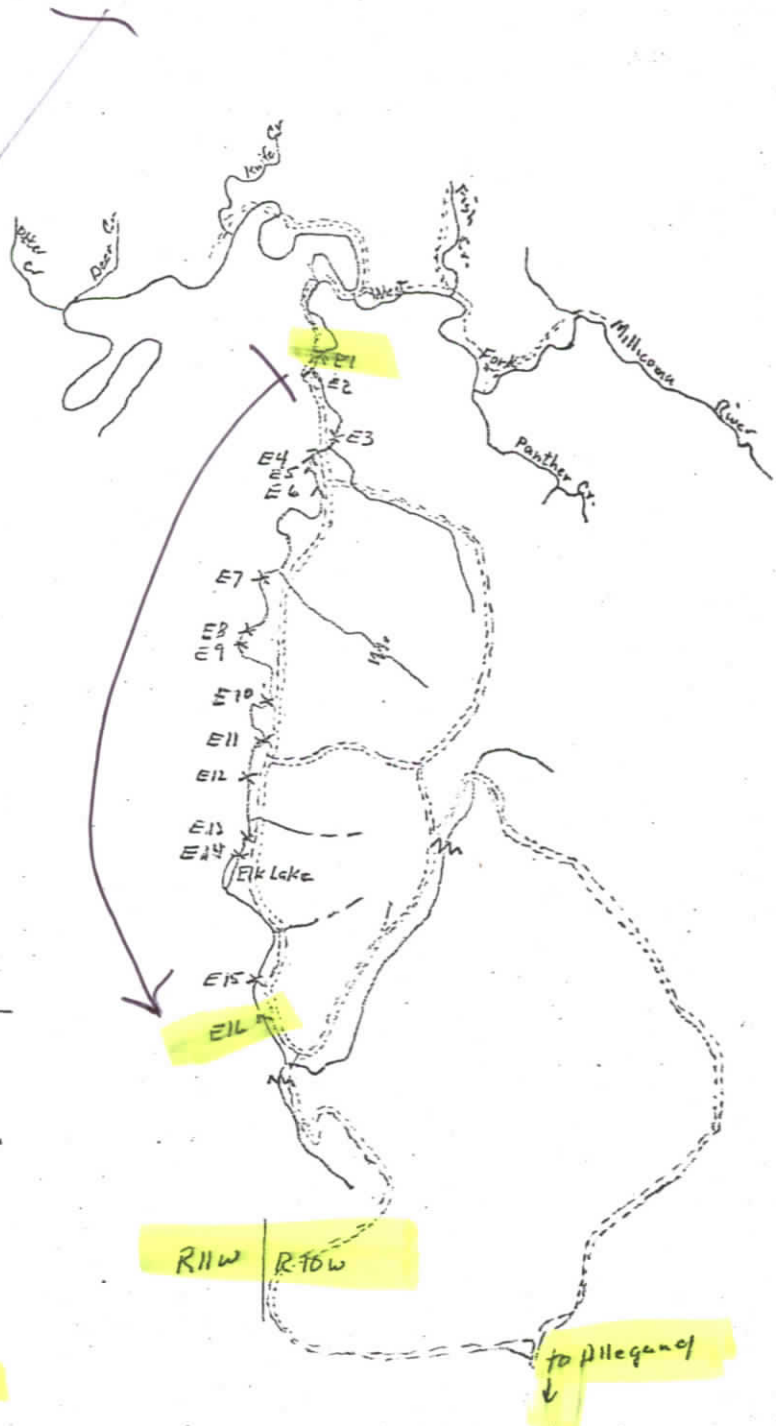 Knife Cr
Otter
Cr
Deer Cr.
Fish Cr.
West
Fork
Millicoma
River
Panther Cr.
E1
E2
E3
E4
E5
E6
E7
E8
E9
E10
E11
E12
E13
E14
Elk Lake
E15
E16
R11W
R10W
to Allegany